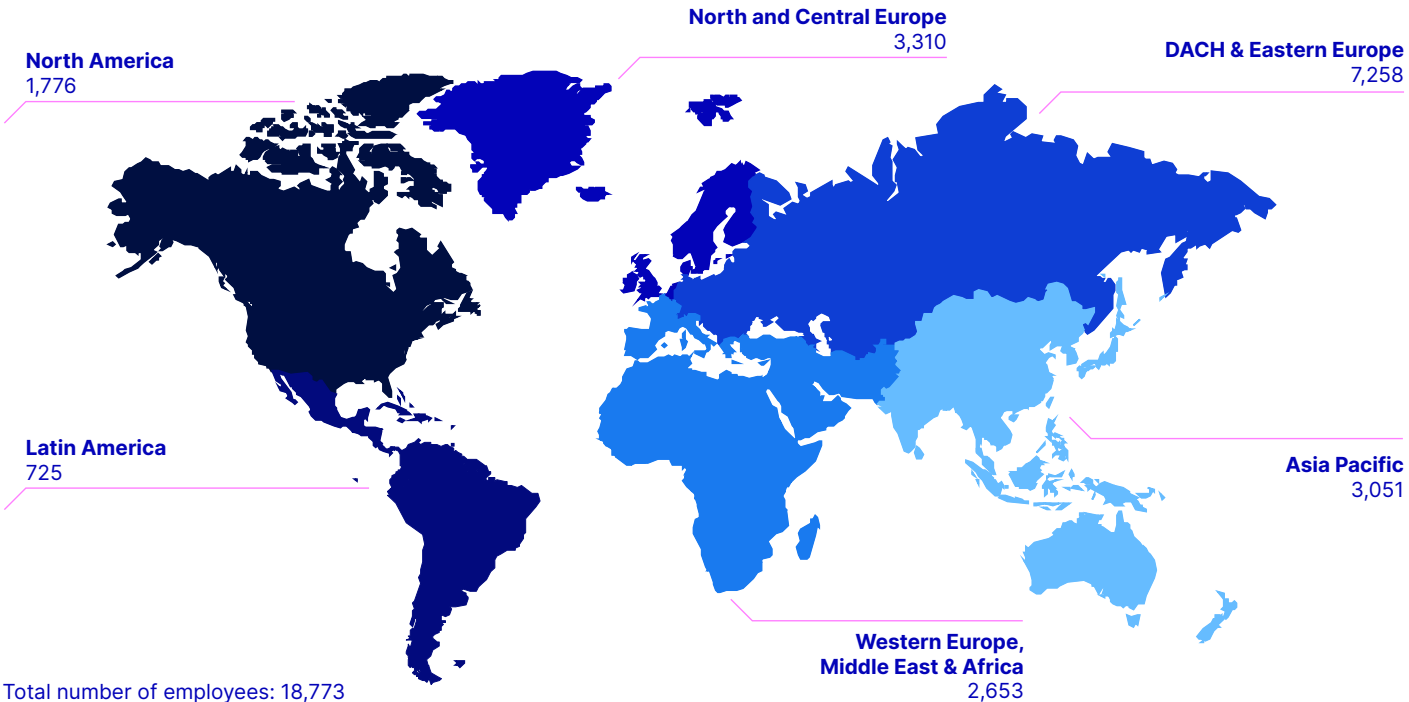 North and Central Europe
3,310
North America
1,776
DACH & Eastern Europe
7,258
Latin America
725
Asia Pacific
3,051
Western Europe,
Middle East & Africa
2,653
Total number of employees: 18,773